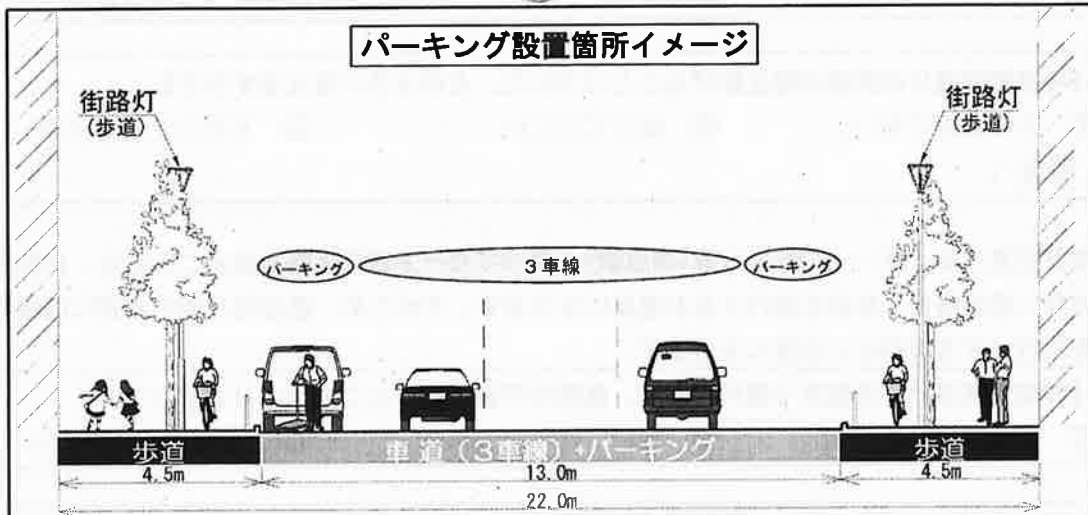 パーキング設置箇所イメージ
街路灯
(歩道)
街路灯
(歩道)
パーキング
3車線
パーキング
歩道
車道(3車線)+パーキング
歩道
4.5m
13.0m
4.5m
22.0m